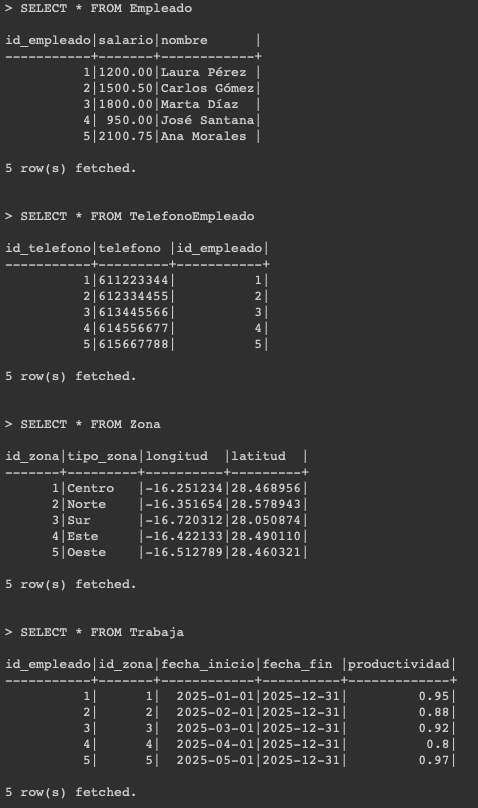 > SELECT * FROM Empleado
id_empleado|salario|nombre      |
-----------+-------+------------+
          1|1200.00|Laura Pérez |
          2|1500.50|Carlos Gómez|
          3|1800.00|Marta Díaz  |
          4| 950.00|José Santana|
          5|2100.75|Ana Morales |
5 row(s) fetched.
> SELECT * FROM TelefonoEmpleado
id_telefono|telefono |id_empleado|
-----------+---------+-----------+
          1|611223344|          1|
          2|612334455|          2|
          3|613445566|          3|
          4|614556677|          4|
          5|615667788|          5|
5 row(s) fetched.
> SELECT * FROM Zona
id_zona|tipo_zona|longitud  |latitud  |
-------+---------+----------+---------+
      1|Centro   |-16.251234|28.468956|
      2|Norte    |-16.351654|28.578943|
      3|Sur      |-16.720312|28.050874|
      4|Este     |-16.422133|28.490110|
      5|Oeste    |-16.512789|28.460321|
5 row(s) fetched.
> SELECT * FROM Trabaja
id_empleado|id_zona|fecha_inicio|fecha_fin |productividad|
-----------+-------+------------+----------+-------------+
          1|      1|  2025-01-01|2025-12-31|         0.95|
          2|      2|  2025-02-01|2025-12-31|         0.88|
          3|      3|  2025-03-01|2025-12-31|         0.92|
          4|      4|  2025-04-01|2025-12-31|          0.8|
          5|      5|  2025-05-01|2025-12-31|         0.97|
5 row(s) fetched.